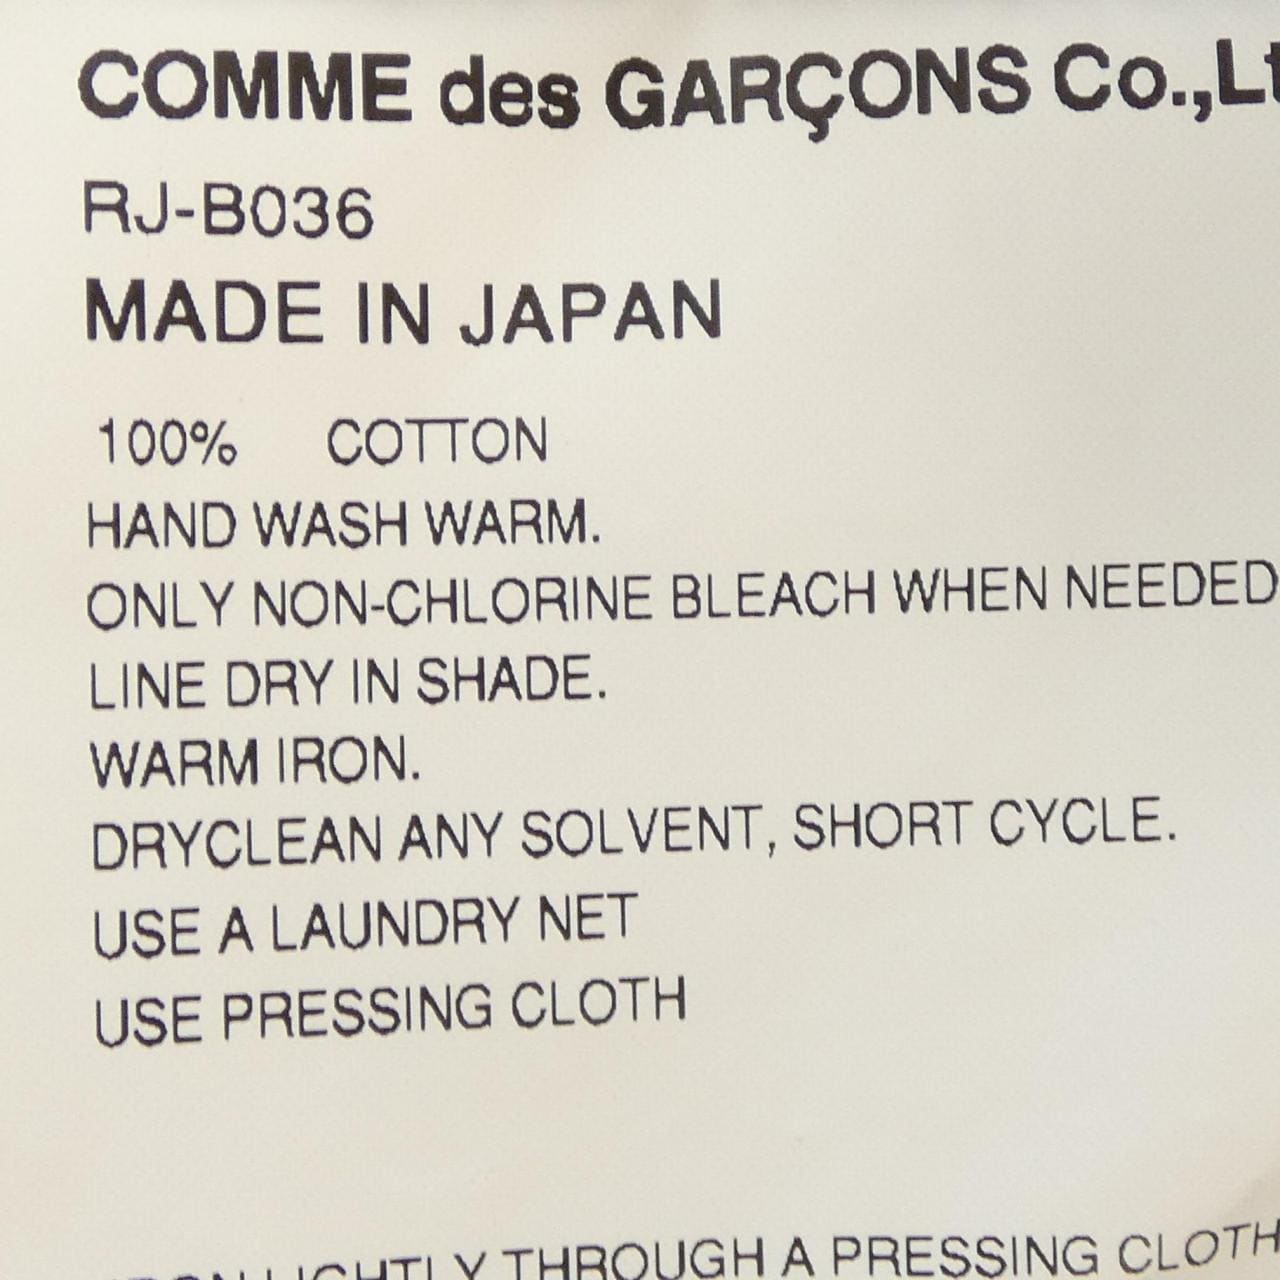 COMME des GARÇONS Co.,Lt
RJ-B036
MADE IN JAPAN
100% COTTON
HAND WASH WARM.
ONLY NON-CHLORINE BLEACH WHEN NEEDED
LINE DRY IN SHADE.
WARM IRON.
DRYCLEAN ANY SOLVENT, SHORT CYCLE.
USE A LAUNDRY NET
USE PRESSING CLOTH
IRON LIGHTLY THROUGH A PRESSING CLOTH